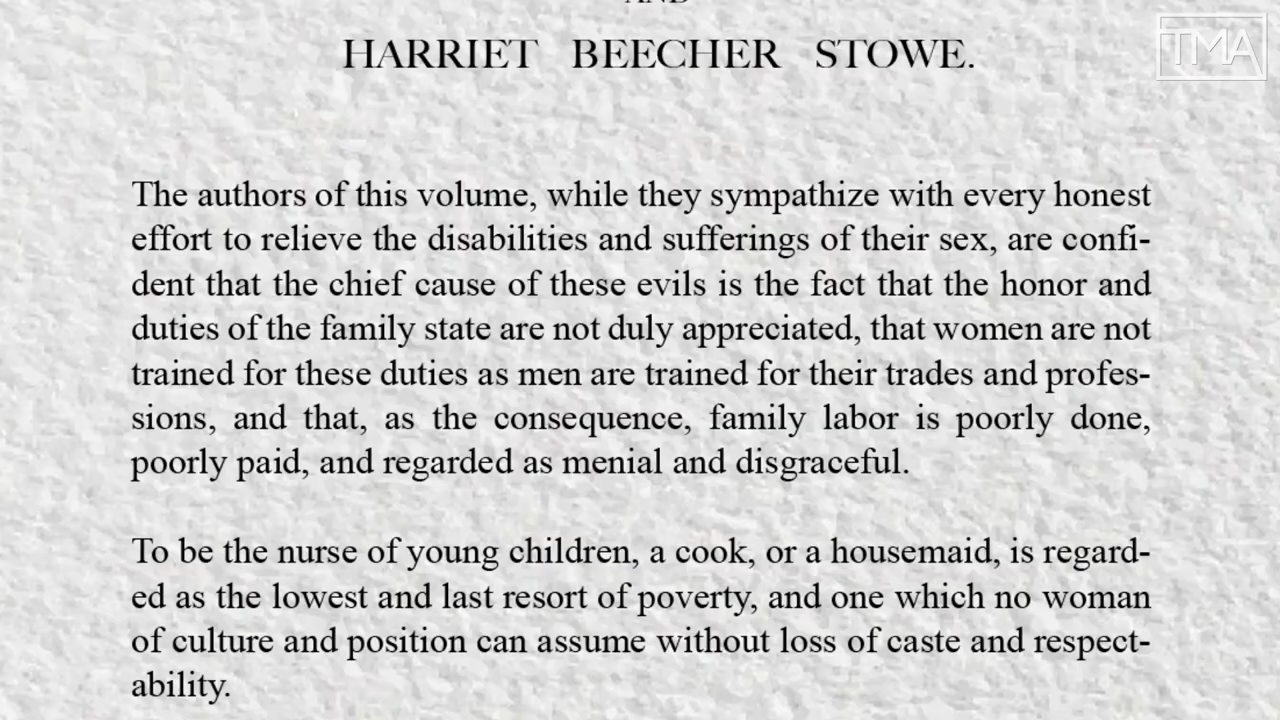 AND
HARRIET BEECHER STOWE.
TMA
The authors of this volume, while they sympathize with every honest
effort to relieve the disabilities and sufferings of their sex, are confi-
dent that the chief cause of these evils is the fact that the honor and
duties of the family state are not duly appreciated, that women are not
trained for these duties as men are trained for their trades and profes-
sions, and that, as the consequence, family labor is poorly done,
poorly paid, and regarded as menial and disgraceful.
To be the nurse of young children, a cook, or a housemaid, is regard-
ed as the lowest and last resort of poverty, and one which no woman
of culture and position can assume without loss of caste and respect-
ability.